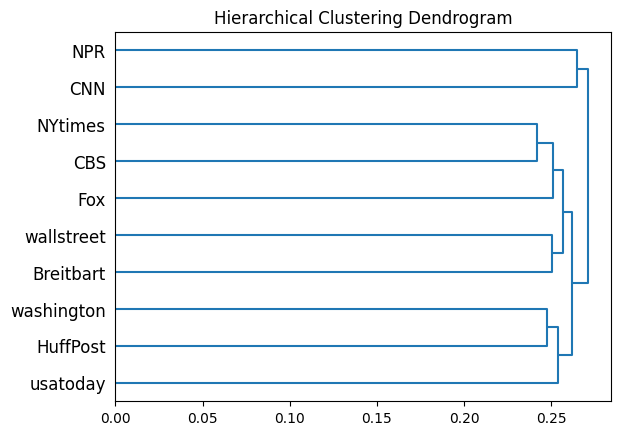 Hierarchical Clustering Dendrogram
NPR
CNN
NYtimes
CBS
Fox
wallstreet
Breitbart
washington
HuffPost
usatoday
0.00 0.05 0.10 0.15 0.20 0.25